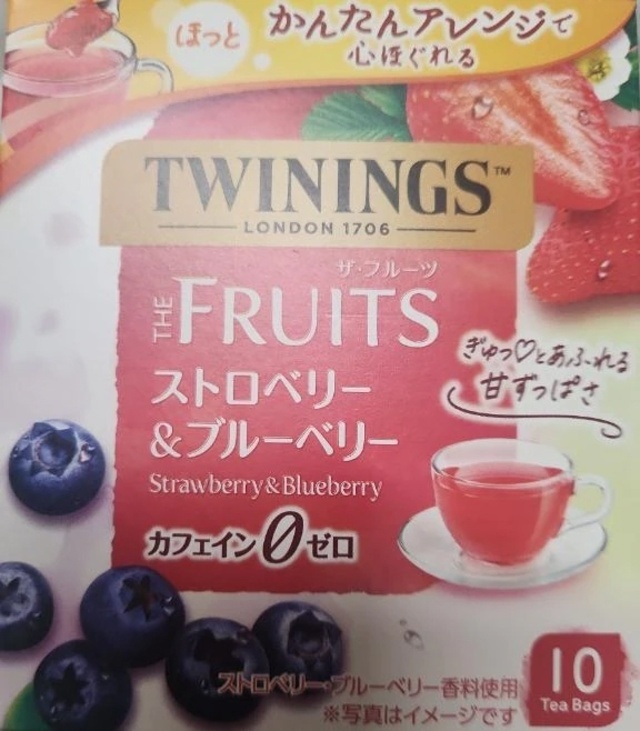 ほっと
かんたんアレンジで
心ほぐれる
TWININGS™
LONDON 1706
ザ・フルーツ
THE FRUITS
ストロベリー
&ブルーベリー
Strawberry&Blueberry
カフェイン0ゼロ
ぎゅっ♡とあふれる
甘ずっぱさ
ストロベリー・ブルーベリー香料使用
※写真はイメージです
10
Tea Bags